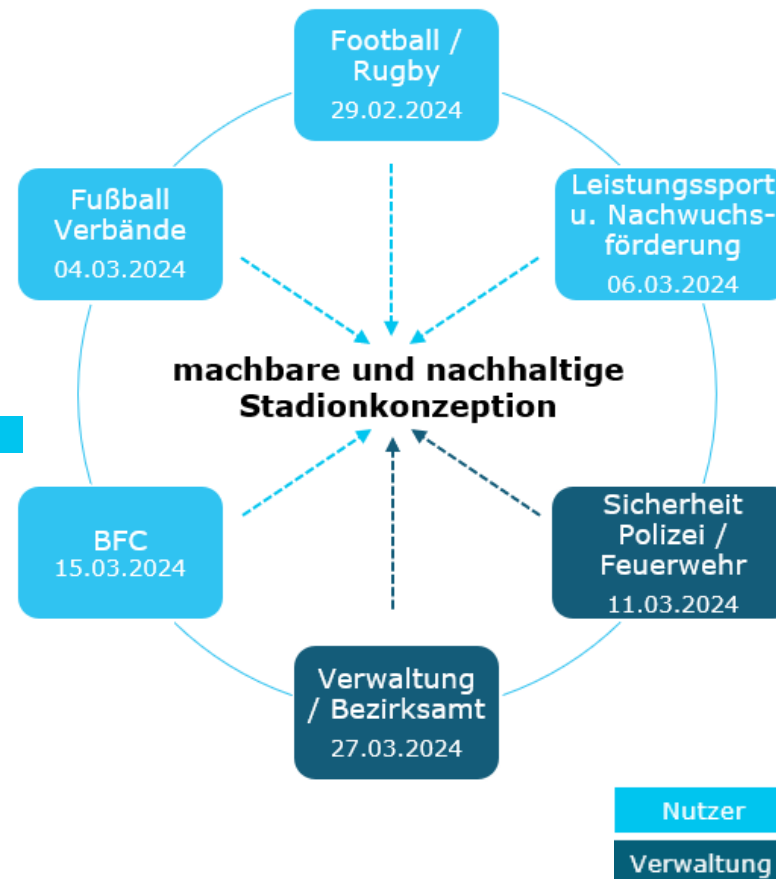 Football /
Rugby
29.02.2024
Fußball
Verbände
04.03.2024
Leistungssport
u. Nachwuchs-
förderung
06.03.2024
machbare und nachhaltige
Stadionkonzeption
BFC
15.03.2024
Sicherheit
Polizei /
Feuerwehr
11.03.2024
Verwaltung
/ Bezirksamt
27.03.2024
Nutzer
Verwaltung